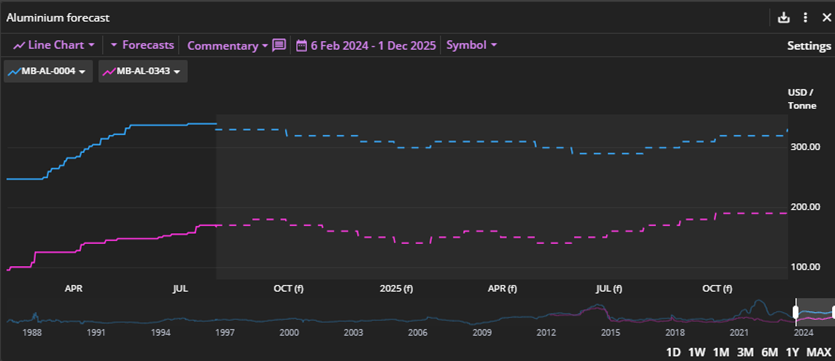 Aluminium forecast
Line Chart Forecasts Commentary 6 Feb 2024 - 1 Dec 2025 Symbol Settings
MB-AL-0004 MB-AL-0343
USD /
Tonne
300.00
200.00
100.00
APR JUL OCT (f) 2025 (f) APR (f) JUL (f) OCT (f)
1988 1991 1994 1997 2000 2003 2006 2009 2012 2015 2018 2021 2024
1D 1W 1M 3M 6M 1Y MAX